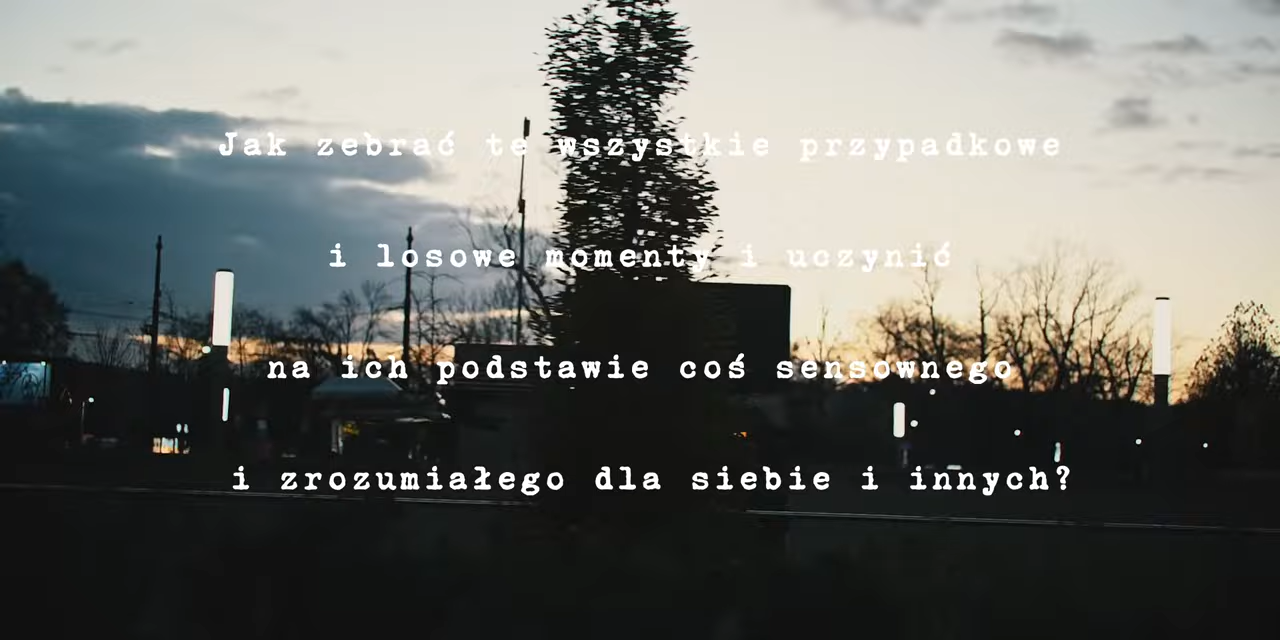 Jak zebrać te wszystkie przypadkowe
i losowe momenty i uczynić
na ich podstawie coś sensownego
i zrozumiałego dla siebie i innych?